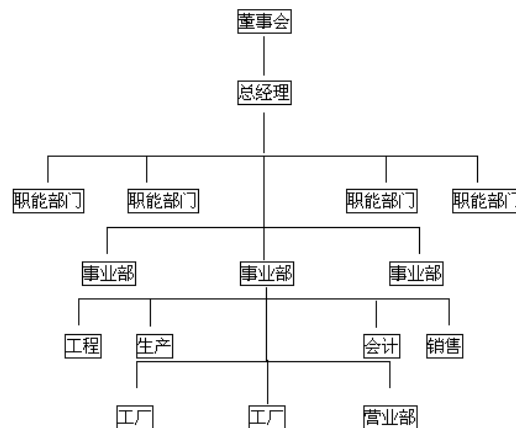 董事会
总经理
职能部门 职能部门 职能部门 职能部门
事业部 事业部 事业部
工程 生产 会计 销售
工厂 工厂 营业部